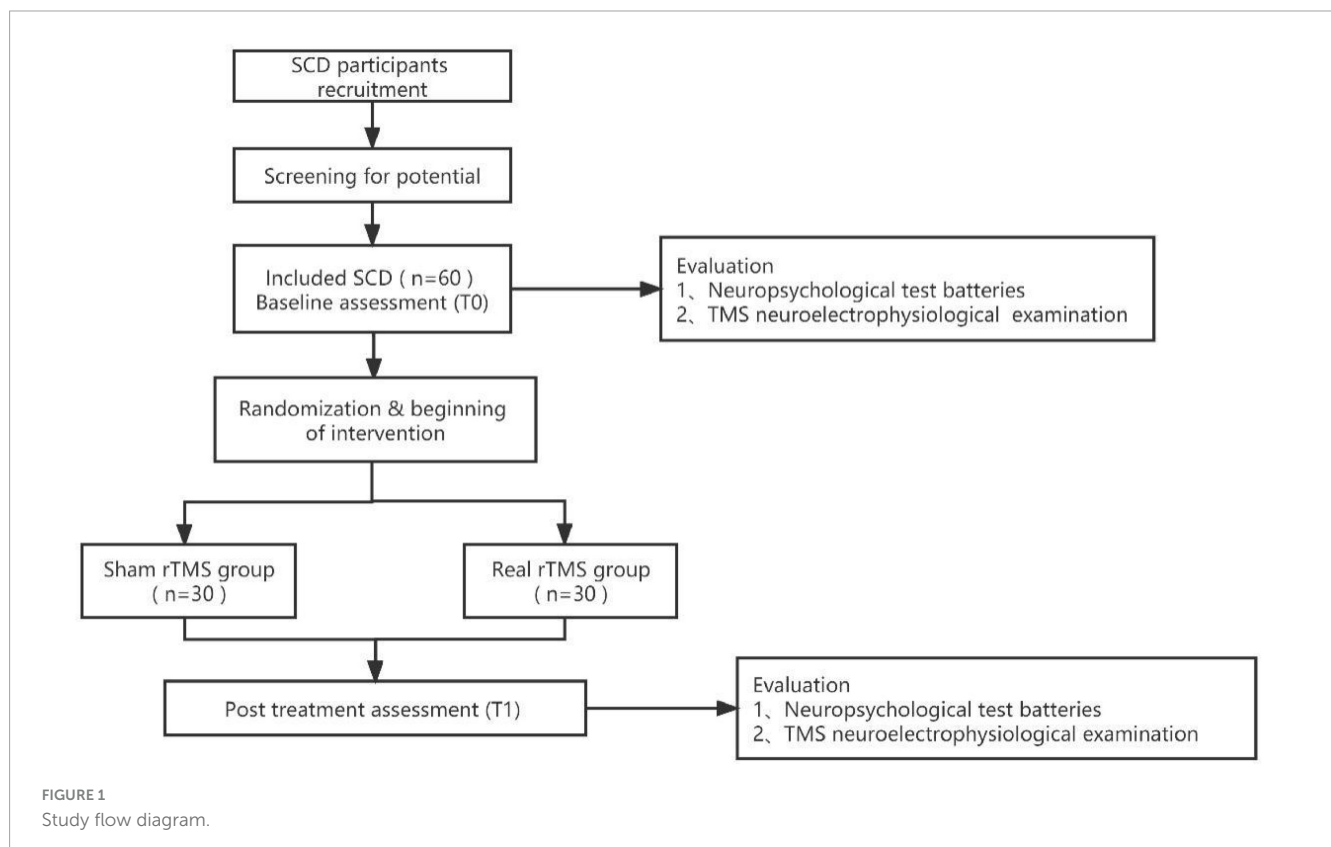 SCD participants
recruitment
Screening for potential
Included SCD ( n=60 )
Baseline assessment (T0)
Evaluation
1、Neuropsychological test batteries
2、TMS neuroelectrophysiological examination
Randomization & beginning
of intervention
Sham rTMS group
( n=30 )
Real rTMS group
( n=30 )
Post treatment assessment (T1)
Evaluation
1、Neuropsychological test batteries
2、TMS neuroelectrophysiological examination
FIGURE 1
Study flow diagram.